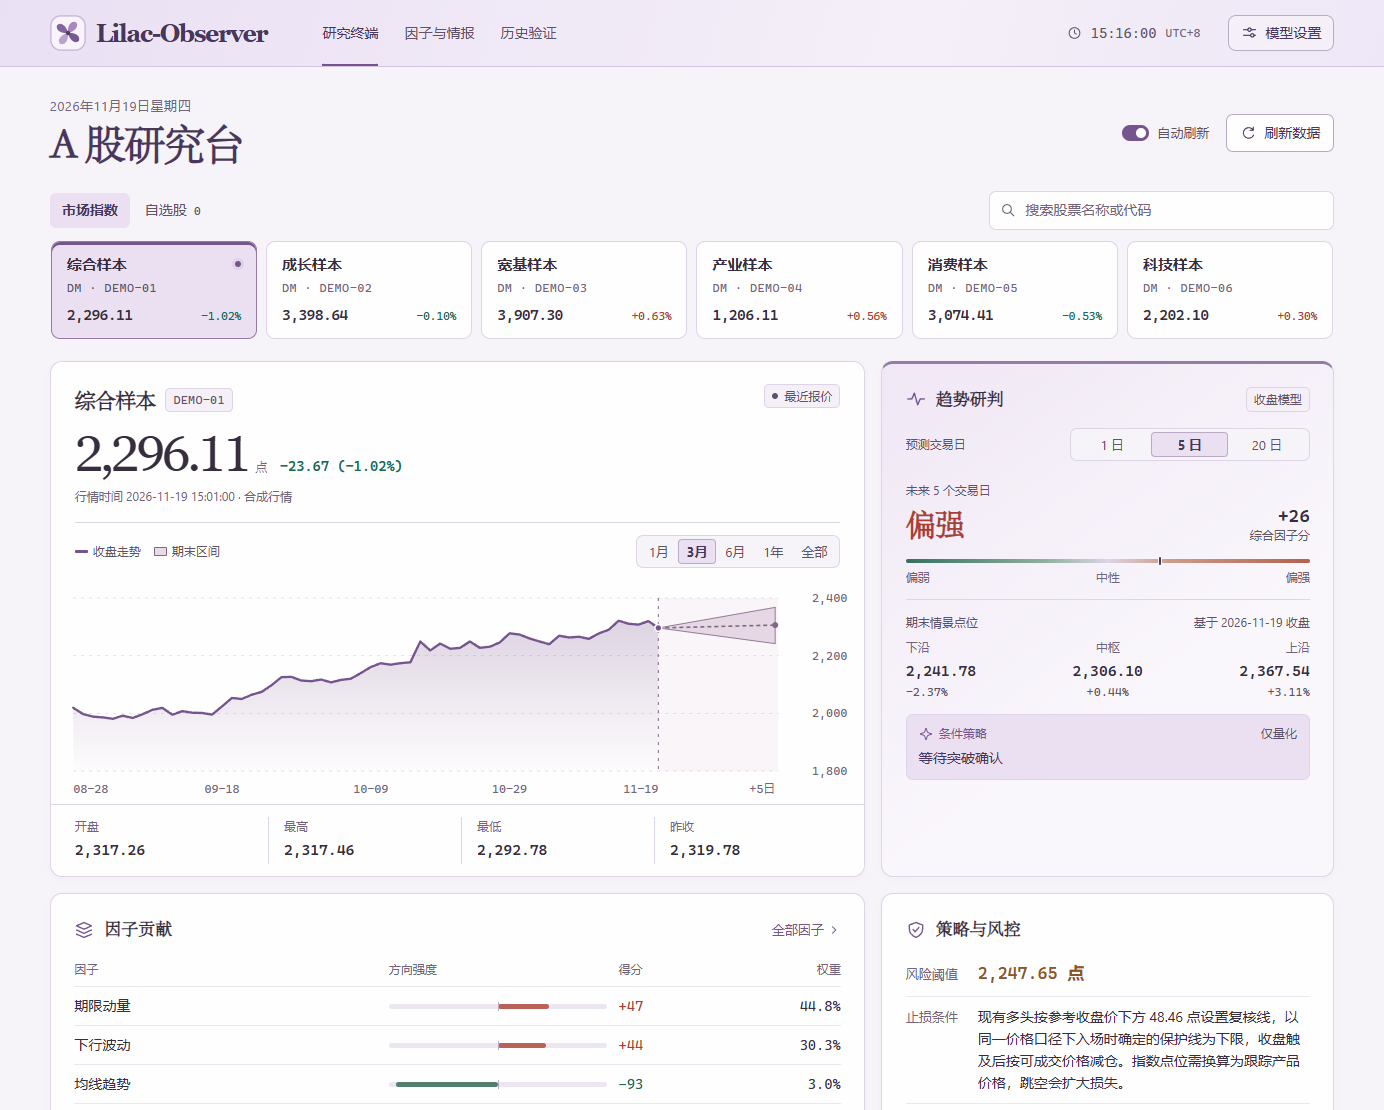 Lilac-Observer
研究终端 因子与情报 历史验证
15:16:00 UTC+8
模型设置
2026年11月19日星期四
A 股研究台
自动刷新
刷新数据
市场指数 自选股 0
搜索股票名称或代码
综合样本
DM · DEMO-01
2,296.11 -1.02%
成长样本
DM · DEMO-02
3,398.64 -0.10%
宽基样本
DM · DEMO-03
3,907.30 +0.63%
产业样本
DM · DEMO-04
1,206.11 +0.56%
消费样本
DM · DEMO-05
3,074.41 -0.53%
科技样本
DM · DEMO-06
2,202.10 +0.30%
综合样本 DEMO-01
最近报价
2,296.11 点 -23.67 (-1.02%)
行情时间 2026-11-19 15:01:00 · 合成行情
收盘走势 期末区间
1月 3月 6月 1年 全部
2,400
2,200
2,000
1,800
08-28 09-18 10-09 10-29 11-19 +5日
开盘 最高 最低 昨收
2,317.26 2,317.46 2,292.78 2,319.78
趋势研判
收盘模型
预测交易日
1 日 5 日 20 日
未来 5 个交易日
偏强
+26
综合因子分
偏弱 中性 偏强
期末情景点位 基于 2026-11-19 收盘
下沿 中枢 上沿
2,241.78 2,306.10 2,367.54
-2.37% +0.44% +3.11%
条件策略 仅量化
等待突破确认
因子贡献
全部因子
因子 方向强度 得分 权重
期限动量 +47 44.8%
下行波动 +44 30.3%
均线趋势 -93 3.0%
策略与风控
风险阈值 2,247.65 点
止损条件 现有多头按参考收盘价下方 48.46 点设置复核线，以
同一价格口径下入场时确定的保护线为下限，收盘触
及后按可成交价格减仓。指数点位需换算为跟踪产品
价格，跳空会扩大损失。